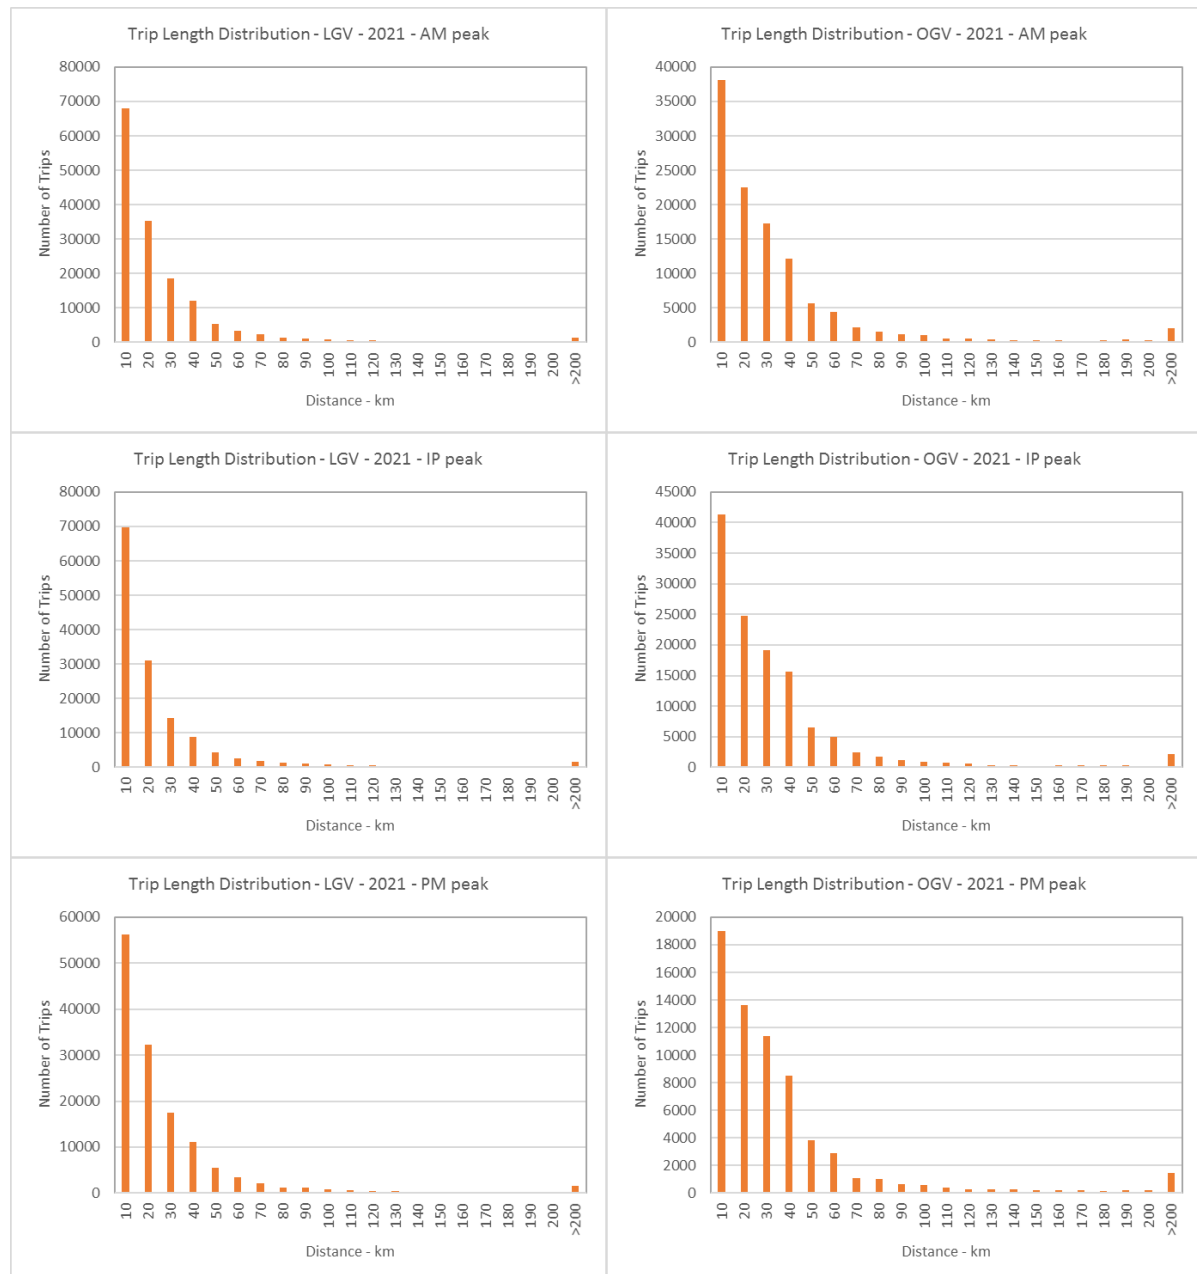 Trip Length Distribution - LGV - 2021 - AM peak
Number of Trips
80000
70000
60000
50000
40000
30000
20000
10000
0
10 20 30 40 50 60 70 80 90 100 110 120 130 140 150 160 170 180 190 200 >200
Distance - km
Trip Length Distribution - OGV - 2021 - AM peak
Number of Trips
40000
35000
30000
25000
20000
15000
10000
5000
0
10 20 30 40 50 60 70 80 90 100 110 120 130 140 150 160 170 180 190 200 >200
Distance - km
Trip Length Distribution - LGV - 2021 - IP peak
Number of Trips
80000
70000
60000
50000
40000
30000
20000
10000
0
10 20 30 40 50 60 70 80 90 100 110 120 130 140 150 160 170 180 190 200 >200
Distance - km
Trip Length Distribution - OGV - 2021 - IP peak
Number of Trips
45000
40000
35000
30000
25000
20000
15000
10000
5000
0
10 20 30 40 50 60 70 80 90 100 110 120 130 140 150 160 170 180 190 200 >200
Distance - km
Trip Length Distribution - LGV - 2021 - PM peak
Number of Trips
60000
50000
40000
30000
20000
10000
0
10 20 30 40 50 60 70 80 90 100 110 120 130 140 150 160 170 180 190 200 >200
Distance - km
Trip Length Distribution - OGV - 2021 - PM peak
Number of Trips
20000
18000
16000
14000
12000
10000
8000
6000
4000
2000
0
10 20 30 40 50 60 70 80 90 100 110 120 130 140 150 160 170 180 190 200 >200
Distance - km